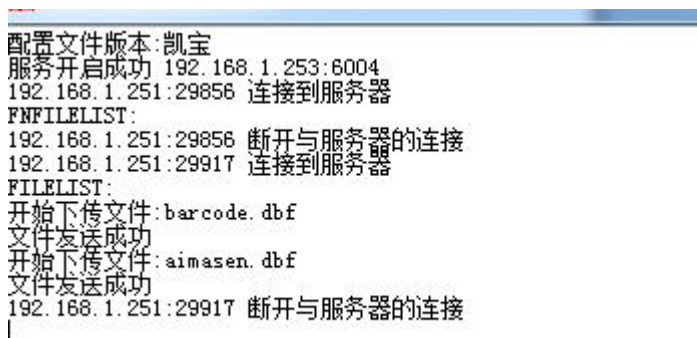 配置文件版本:凯宝
服务开启成功 192.168.1.253:6004
192.168.1.251:29856 连接到服务器
FNFILELIST:
192.168.1.251:29856 断开与服务器的连接
192.168.1.251:29917 连接到服务器
FILELIST:
开始下传文件:barcode.dbf
文件发送成功
开始下传文件:aimasen.dbf
文件发送成功
192.168.1.251:29917 断开与服务器的连接